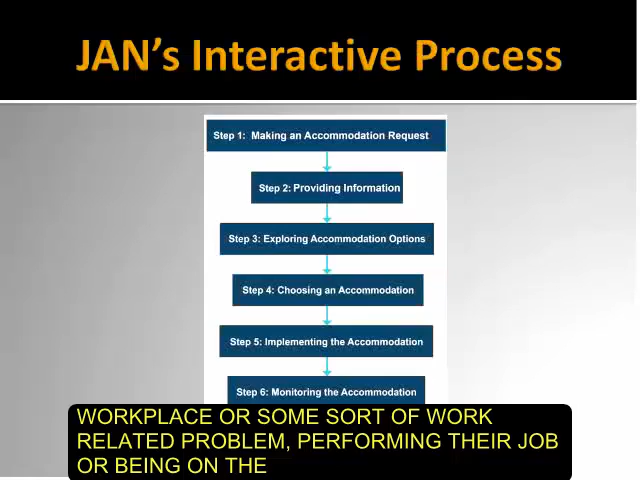 JAN’s Interactive Process
Step 1: Making an Accommodation Request
Step 2: Providing Information
Step 3: Exploring Accommodation Options
Step 4: Choosing an Accommodation
Step 5: Implementing the Accommodation
Step 6: Monitoring the Accommodation
WORKPLACE OR SOME SORT OF WORK
RELATED PROBLEM, PERFORMING THEIR JOB
OR BEING ON THE